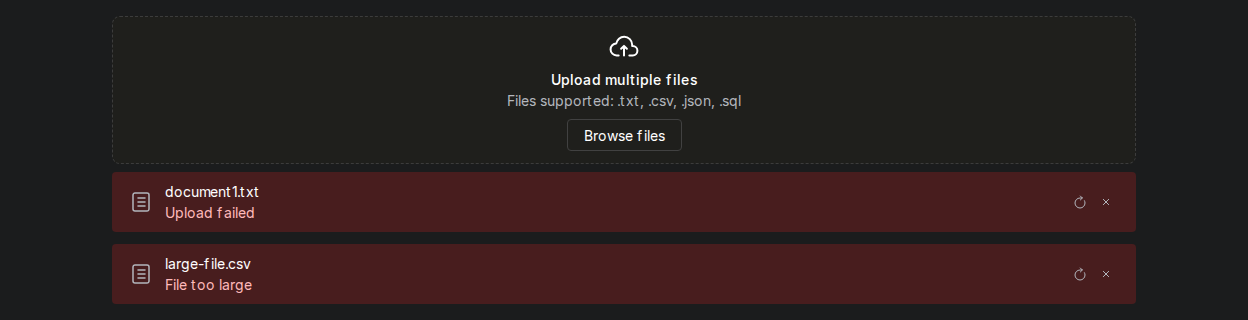 Upload multiple files
Files supported: .txt, .csv, .json, .sql
Browse files
document1.txt
Upload failed
large-file.csv
File too large